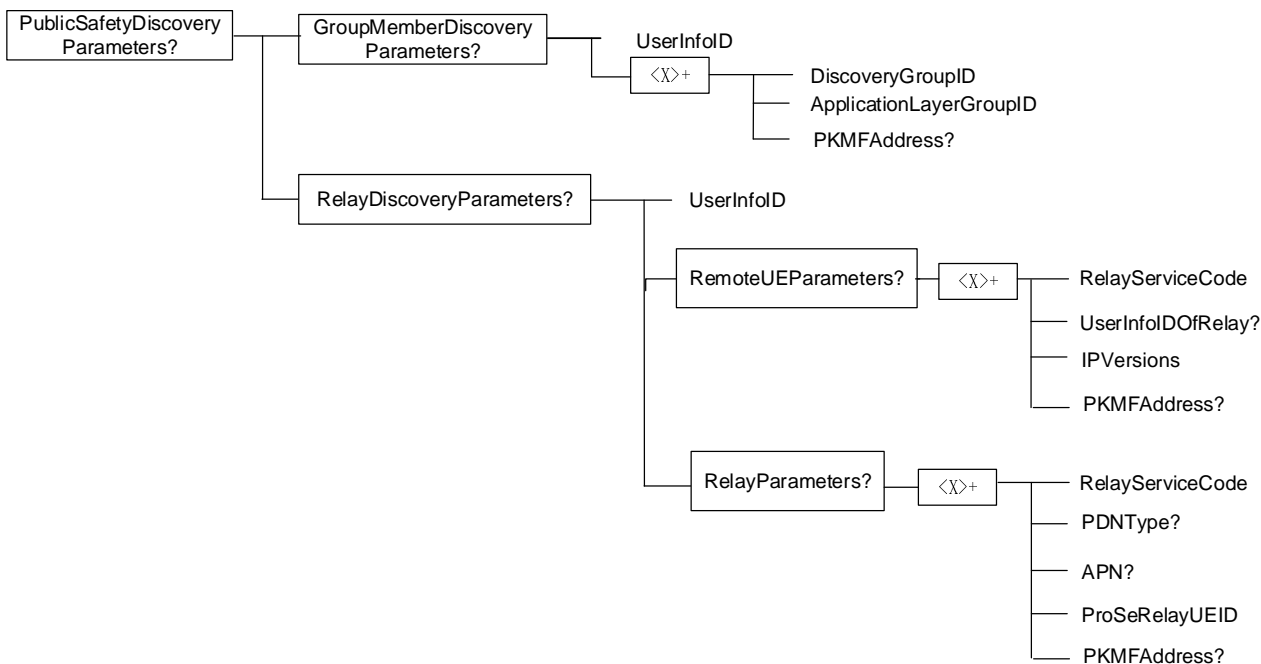 PublicSafetyDiscovery
Parameters?
GroupMemberDiscovery
Parameters?
UserInfoID
<X>+
DiscoveryGroupID
ApplicationLayerGroupID
PKMFAddress?
RelayDiscoveryParameters?
UserInfoID
RemoteUEParameters?
<X>+
RelayServiceCode
UserInfoIDOfRelay?
IPVersions
PKMFAddress?
RelayParameters?
<X>+
RelayServiceCode
PDNType?
APN?
ProSeRelayUEID
PKMFAddress?